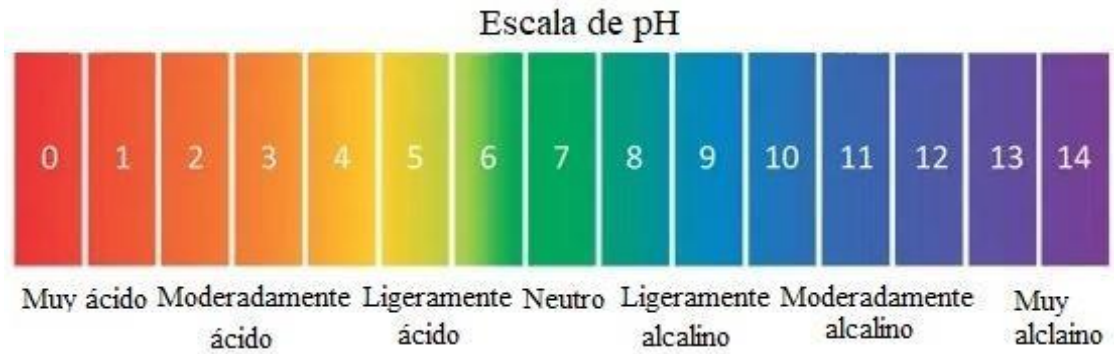 Escala de pH
0 1 2 3 4 5 6 7 8 9 10 11 12 13 14
Muy ácido Moderadamente ácido Ligeramente ácido Neutro Ligeramente alcalino Moderadamente alcalino Muy alclaino